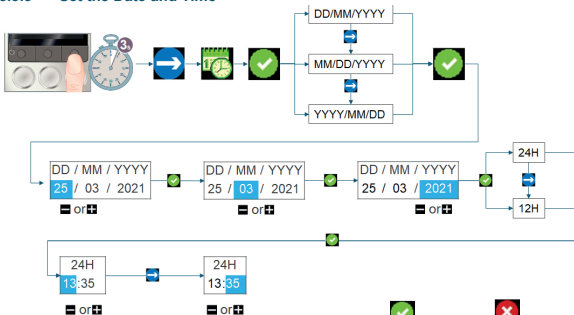 Set the Date and Time
DD/MM/YYYY
3s
MM/DD/YYYY
YYYY/MM/DD
DD / MM / YYYY
25 / 03 / 2021
or
DD / MM / YYYY
25 / 03 / 2021
or
DD / MM / YYYY
25 / 03 / 2021
or
24H
12H
24H
13:35
or
24H
13:35
or